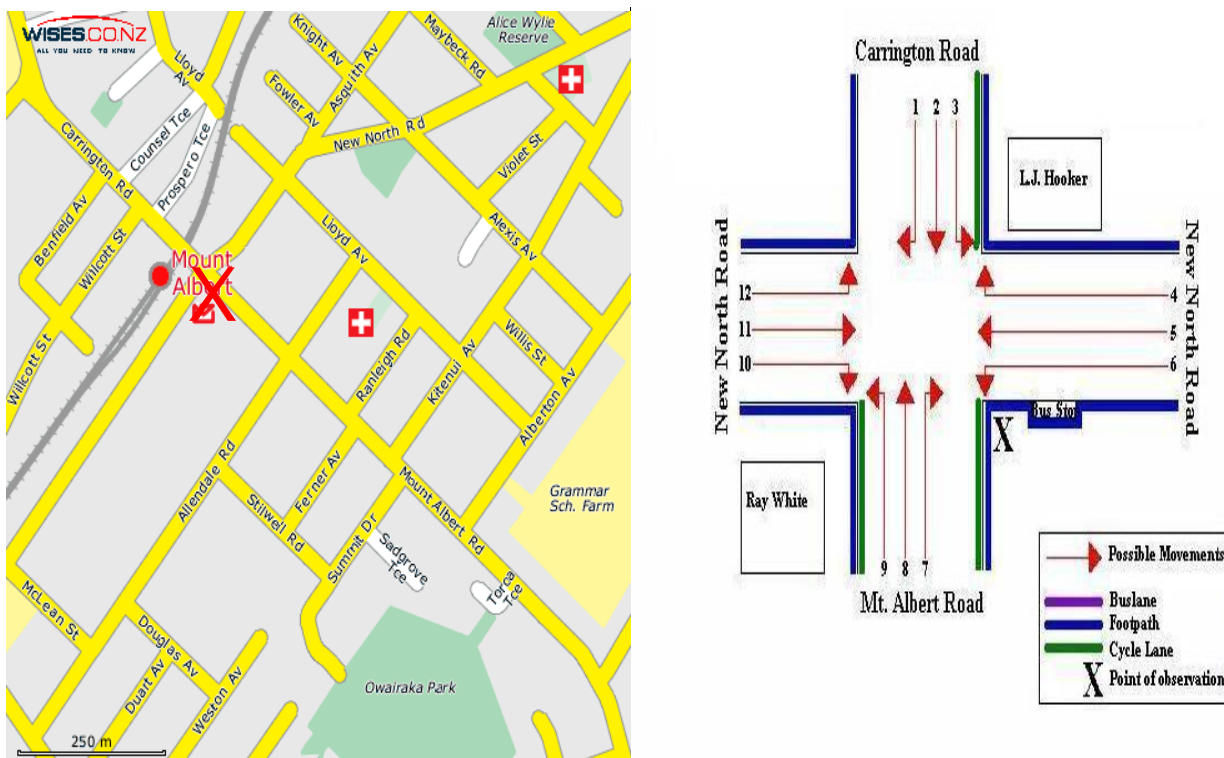 WISES.CO.NZ
ALL YOU NEED TO KNOW
Knight Av
Asquith Av
Maybeck Rd
Alice Wylie
Reserve
Lloyd
Av
Fowler Av
New North Rd
Carrington Rd
Counsel Tce
Prospero Tce
Violet St
Benfield Av
Willcott St
Lloyd Av
Alexis Av
Mount
Albert
Willcott St
Ranleigh Rd
Kitenui Av
Willis St
Alberton Av
Allendale Rd
Ferner Av
Stilwell Rd
Mount Albert Rd
Grammar
Sch. Farm
Summit Dr
Sadgrove
Tce
Toroa
Tce
McLean St
Douglas Av
Duart Av
Weston Av
Owairaka Park
250 m
Carrington Road
1 2 3
L.J. Hooker
New North Road
12
11
10
4
5
6
New North Road
Bus Stop
X
Ray White
9 8 7
Mt. Albert Road
Possible Movements
Buslane
Footpath
Cycle Lane
X Point of observation